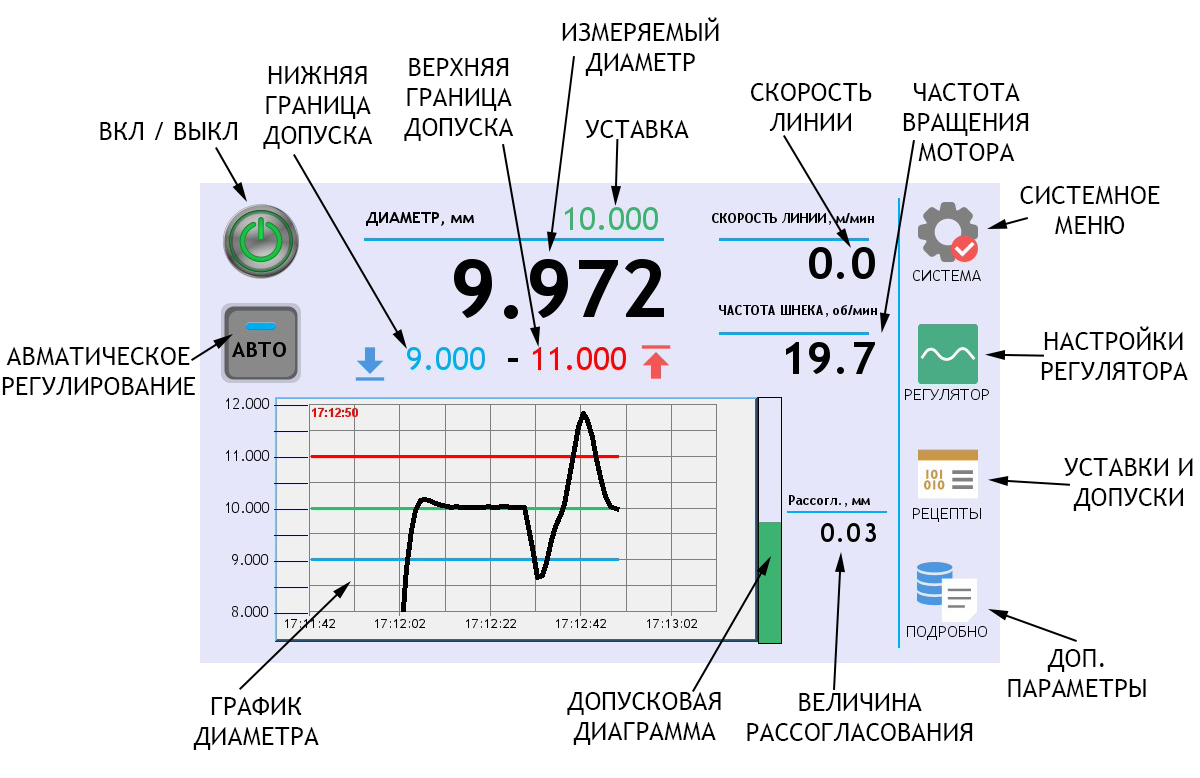 ИЗМЕРЯЕМЫЙ
ДИАМЕТР
НИЖНЯЯ
ГРАНИЦА
ДОПУСКА
ВЕРХНЯЯ
ГРАНИЦА
ДОПУСКА
СКОРОСТЬ
ЛИНИИ
ЧАСТОТА
ВРАЩЕНИЯ
МОТОРА
ВКЛ / ВЫКЛ
УСТАВКА
СИСТЕМНОЕ
МЕНЮ
ДИАМЕТР, мм
10.000
СКОРОСТЬ ЛИНИИ, м/мин
9.972
0.0
СИСТЕМА
ЧАСТОТА ШНЕКА, об/мин
АВМАТИЧЕСКОЕ
РЕГУЛИРОВАНИЕ
АВТО
9.000 - 11.000
19.7
НАСТРОЙКИ
РЕГУЛЯТОРА
РЕГУЛЯТОР
12.000
17:12:50
11.000
10.000
9.000
8.000
17:11:42 17:12:02 17:12:22 17:12:42 17:13:02
Рассогл., мм
0.03
101
010
РЕЦЕПТЫ
УСТАВКИ И
ДОПУСКИ
ПОДРОБНО
ДОП.
ПАРАМЕТРЫ
ГРАФИК
ДИАМЕТРА
ДОПУСКОВАЯ
ДИАГРАММА
ВЕЛИЧИНА
РАССОГЛАСОВАНИЯ